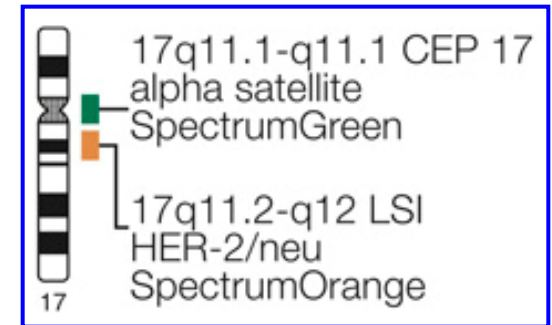 17q11.1-q11.1 CEP 17
alpha satellite
SpectrumGreen
17q11.2-q12 LSI
HER-2/neu
SpectrumOrange
17